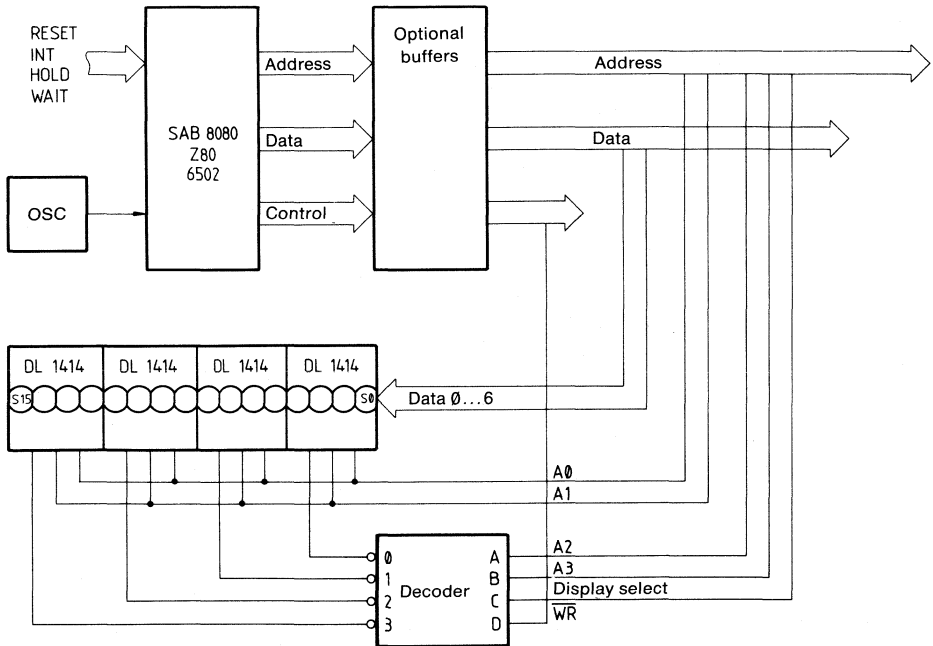 RESET
INT
HOLD
WAIT
SAB 8080
Z80
6502
OSC
Address
Data
Control
Optional
buffers
Address
Data
DL 1414 DL 1414 DL 1414 DL 1414
S15 S0
Data 0...6
A0
A1
A2
A3
Display select
W̅R̅
Decoder
0
1
2
3
A
B
C
D